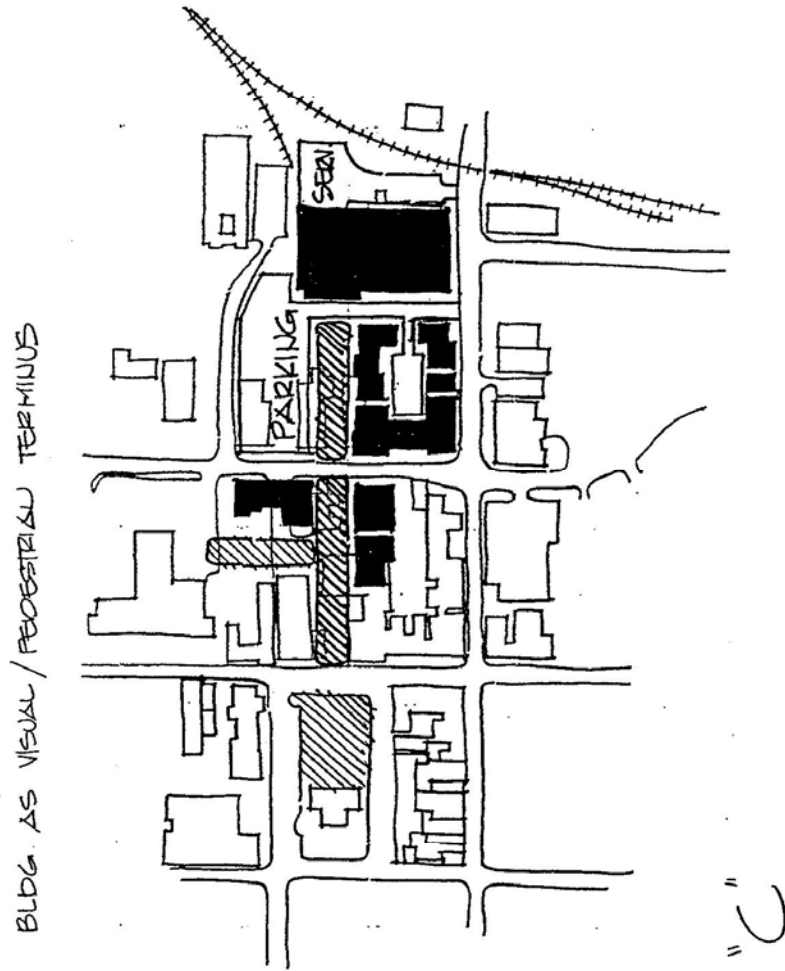 BLDG. AS VISUAL / PEDESTRIAN TERMINUS
SERV.
PARKING
"C"